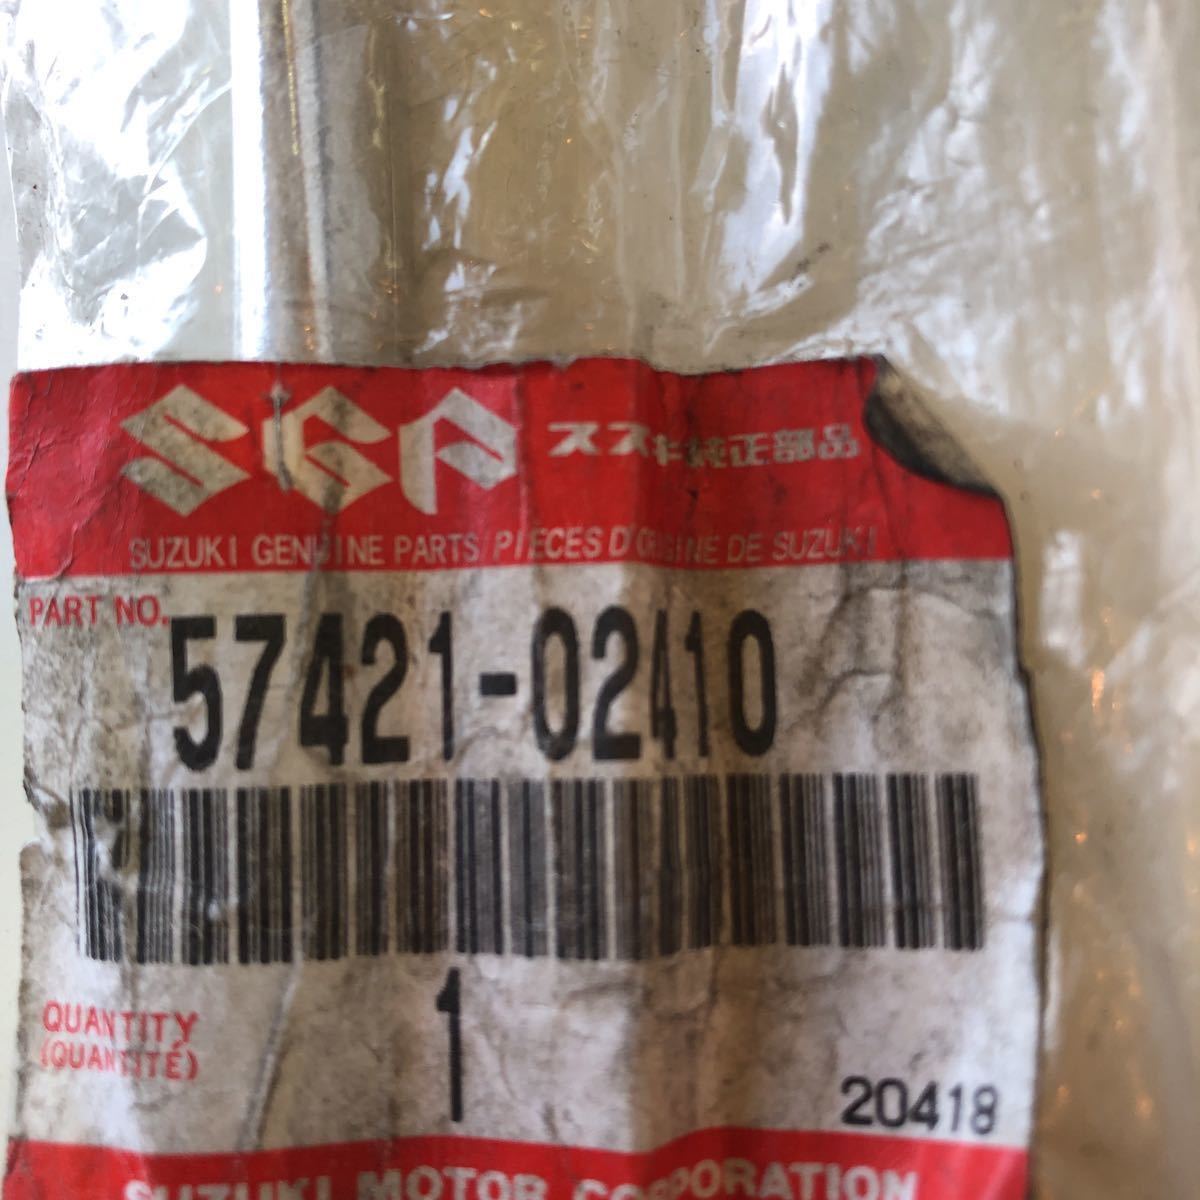 SGP スズキ純正部品
SUZUKI GENUINE PARTS/PIECES D'ORIGINE DE SUZUKI
PART NO. 57421-02410
1
QUANTITY
(QUANTITÉ)
20418
SUZUKI MOTOR CORPORATION